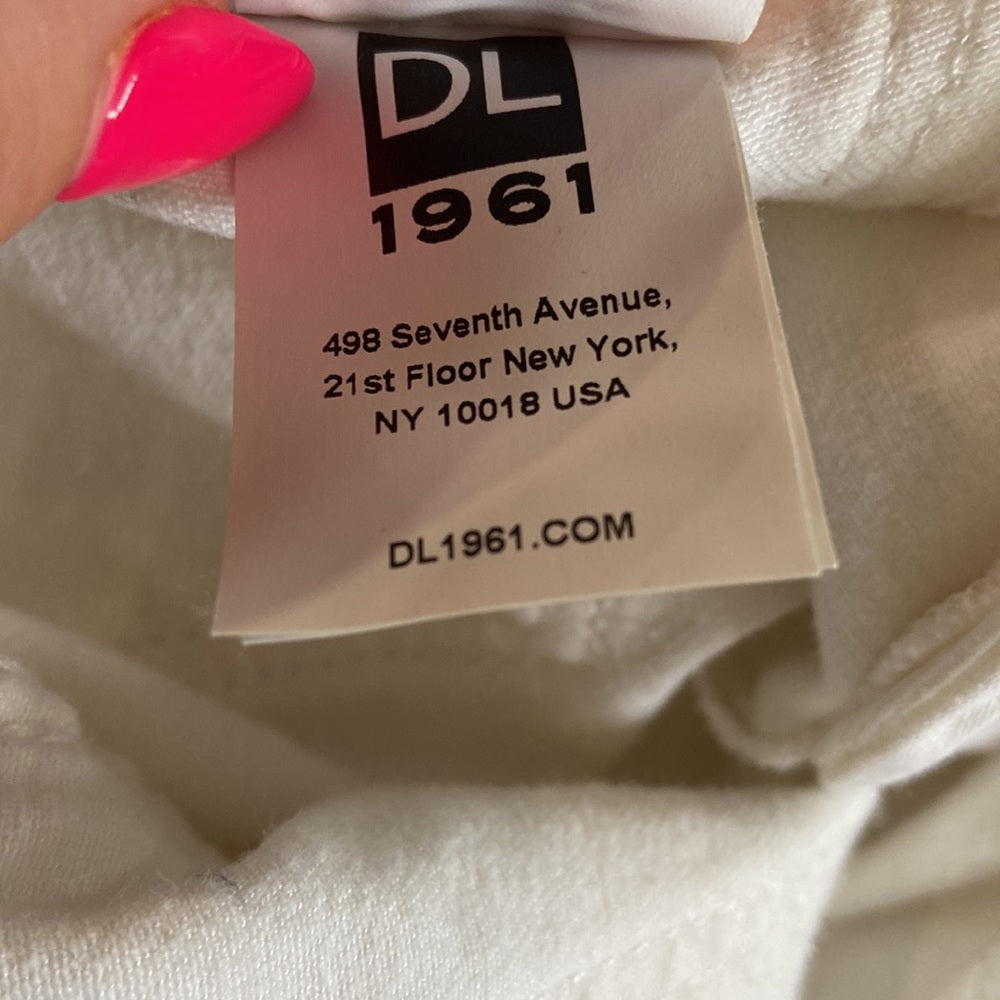 DL
1961
498 Seventh Avenue,
21st Floor New York,
NY 10018 USA
DL1961.COM